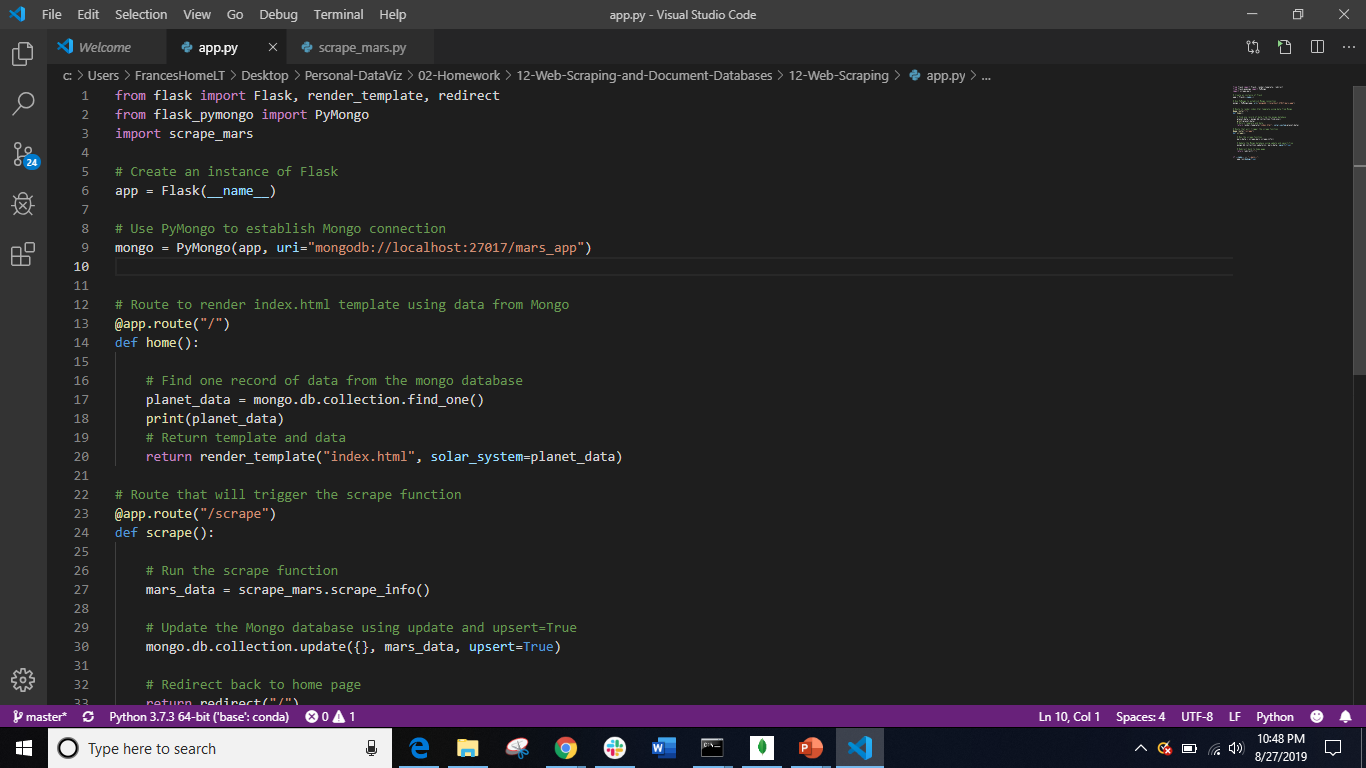 File Edit Selection View Go Debug Terminal Help app.py - Visual Studio Code
Welcome app.py scrape_mars.py
c: > Users > FrancesHomeLT > Desktop > Personal-DataViz > 02-Homework > 12-Web-Scraping-and-Document-Databases > 12-Web-Scraping > app.py > ...
1 from flask import Flask, render_template, redirect
2 from flask_pymongo import PyMongo
3 import scrape_mars
4
5 # Create an instance of Flask
6 app = Flask(__name__)
7
8 # Use PyMongo to establish Mongo connection
9 mongo = PyMongo(app, uri="mongodb://localhost:27017/mars_app")
10
11
12 # Route to render index.html template using data from Mongo
13 @app.route("/")
14 def home():
15
16     # Find one record of data from the mongo database
17     planet_data = mongo.db.collection.find_one()
18     print(planet_data)
19     # Return template and data
20     return render_template("index.html", solar_system=planet_data)
21
22 # Route that will trigger the scrape function
23 @app.route("/scrape")
24 def scrape():
25
26     # Run the scrape function
27     mars_data = scrape_mars.scrape_info()
28
29     # Update the Mongo database using update and upsert=True
30     mongo.db.collection.update({}, mars_data, upsert=True)
31
32     # Redirect back to home page
33     return redirect("/")
24
master* Python 3.7.3 64-bit ('base': conda) 0 1 Ln 10, Col 1 Spaces: 4 UTF-8 LF Python
Type here to search
10:48 PM
8/27/2019